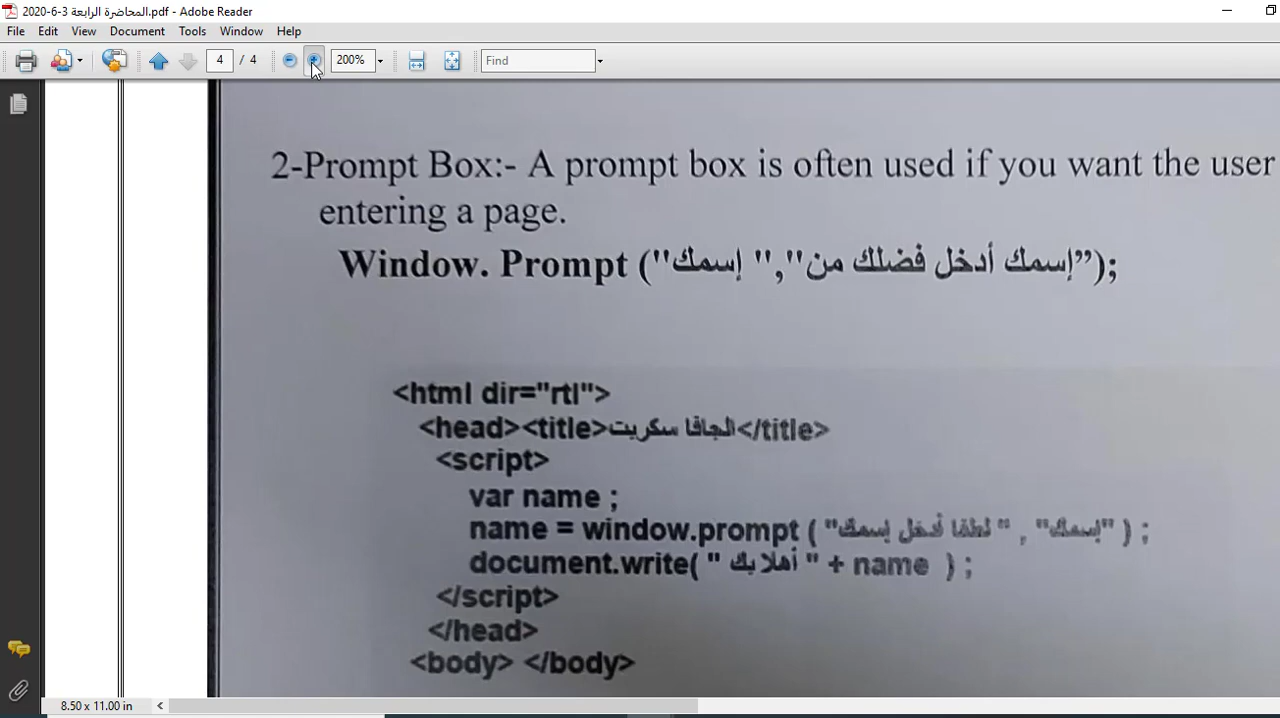 المحاضرة الرابعة 3-6-2020.pdf - Adobe Reader
File Edit View Document Tools Window Help
4 / 4 200% Find
2-Prompt Box:- A prompt box is often used if you want the user
entering a page.
Window. Prompt ("إسمك ","من فضلك أدخل إسمك”);
<html dir="rtl">
<head><title>الجافا سكربت</title>
<script>
var name ;
name = window.prompt ( "لطفا أدخل إسمك " , "إسمك" ) ;
document.write( " أهلا بك " + name ) ;
</script>
</head>
<body> </body>
8.50 x 11.00 in